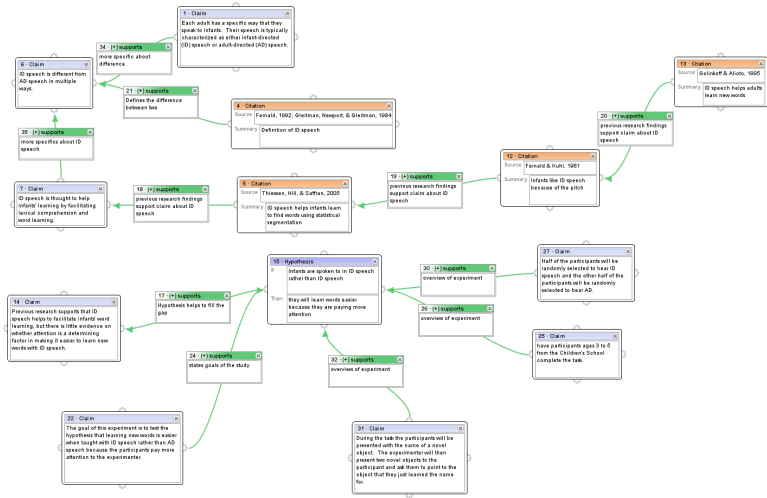 1 - Claim
Each adult has a specific way that they
speak to infants. Their speech is typically
characterized as either infant-directed
(ID) speech or adult-directed (AD) speech.
34 - (+) supports
more specific about
difference
6 - Claim
ID speech is different from
AD speech in multiple
ways.
21 - (+) supports
Defines the difference
between two
13 - Citation
Source Golinkoff & Alioto, 1995
Summary ID speech helps adults
learn new words
4 - Citation
Source Fernald, 1992; Gleitman, Newport, & Gleitman, 1984
Summary Definition of ID speech
20 - (+) supports
previous research findings
support claim about ID
speech
35 - (+) supports
more specifics about ID
speech
12 - Citation
Source Fernald & Kuhl, 1981
Summary Infants like ID speech
because of the pitch
19 - (+) supports
previous research findings
support claim about ID
speech
5 - Citation
Source Thiessen, Hill, & Saffran, 2005
Summary ID speech helps infants learn
to find words using statistical
segmentation
18 - (+) supports
previous research findings
support claim about ID
speech
7 - Claim
ID speech is thought to help
infants' learning by facilitating
lexical comprehension and
word learning.
15 - Hypothesis
If Infants are spoken to in ID speech
rather than ID speech
Then they will learn words easier
because they are paying more
attention
30 - (+) supports
overview of experiment
27 - Claim
Half of the participants will be
randomly selected to hear ID
speech and the other half of the
participants will be randomly
selected to hear AD.
17 - (+) supports
Hypothesis helps to fill the
gap
14 - Claim
Previous research supports that ID
speech helps to facilitate infants' word
learning, but there is little evidence on
whether attention is a determining
factor in making it easier to learn new
words with ID speech.
26 - (+) supports
overview of experiment
25 - Claim
have participants ages 3 to 5
from the Children's School
complete the task.
24 - (+) supports
states goals of the study
32 - (+) supports
overview of experiment
22 - Claim
The goal of this experiment is to test the
hypothesis that learning new words is easier
when taught with ID speech rather than AD
speech because the participants pay more
attention to the experimenter.
31 - Claim
During the task the participants will be
presented with the name of a novel
object. The experimenter will then
present two novel objects to the
participant and ask them to point to the
object that they just learned the name
for.